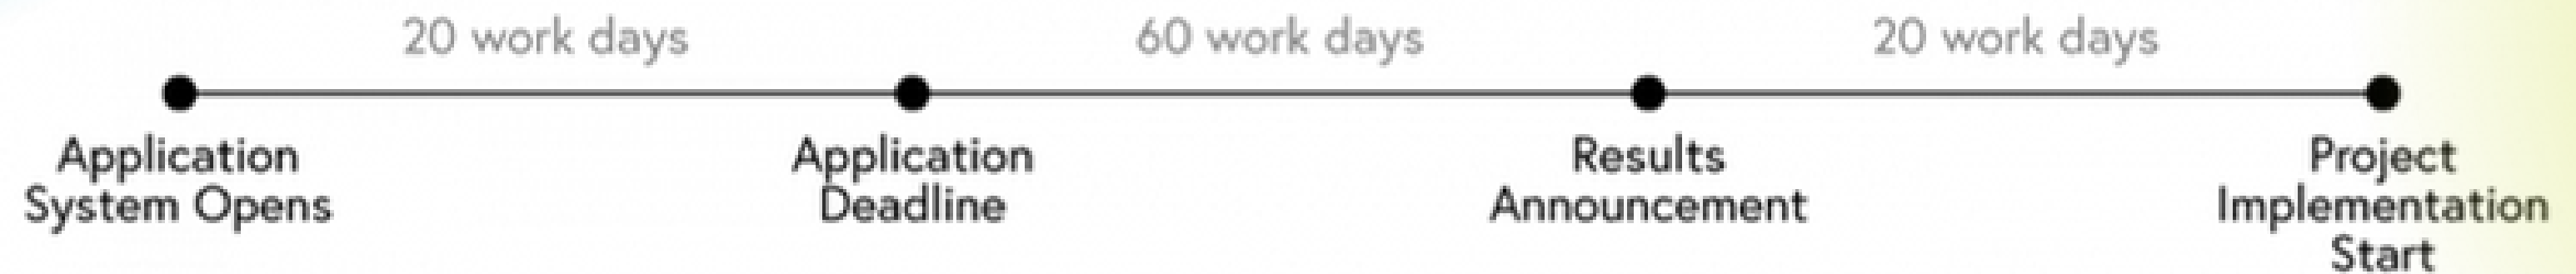 20 work days
60 work days
20 work days
Application
System Opens
Application
Deadline
Results
Announcement
Project
Implementation
Start